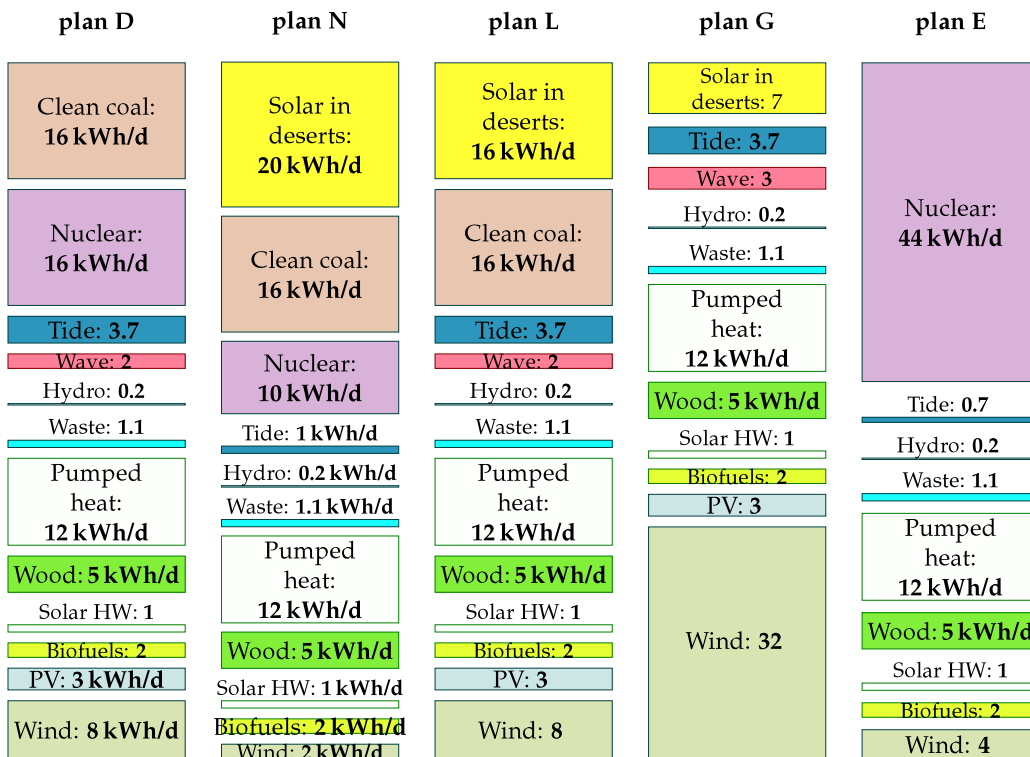 plan D
Clean coal:
16 kWh/d
Nuclear:
16 kWh/d
Tide: 3.7
Wave: 2
Hydro: 0.2
Waste: 1.1
Pumped
heat:
12 kWh/d
Wood: 5 kWh/d
Solar HW: 1
Biofuels: 2
PV: 3 kWh/d
Wind: 8 kWh/d
plan N
Solar in
deserts:
20 kWh/d
Clean coal:
16 kWh/d
Nuclear:
10 kWh/d
Tide: 1 kWh/d
Hydro: 0.2 kWh/d
Waste: 1.1 kWh/d
Pumped
heat:
12 kWh/d
Wood: 5 kWh/d
Solar HW: 1 kWh/d
Biofuels: 2 kWh/d
Wind: 2 kWh/d
plan L
Solar in
deserts:
16 kWh/d
Clean coal:
16 kWh/d
Tide: 3.7
Wave: 2
Hydro: 0.2
Waste: 1.1
Pumped
heat:
12 kWh/d
Wood: 5 kWh/d
Solar HW: 1
Biofuels: 2
PV: 3
Wind: 8
plan G
Solar in
deserts: 7
Tide: 3.7
Wave: 3
Hydro: 0.2
Waste: 1.1
Pumped
heat:
12 kWh/d
Wood: 5 kWh/d
Solar HW: 1
Biofuels: 2
PV: 3
Wind: 32
plan E
Nuclear:
44 kWh/d
Tide: 0.7
Hydro: 0.2
Waste: 1.1
Pumped
heat:
12 kWh/d
Wood: 5 kWh/d
Solar HW: 1
Biofuels: 2
Wind: 4